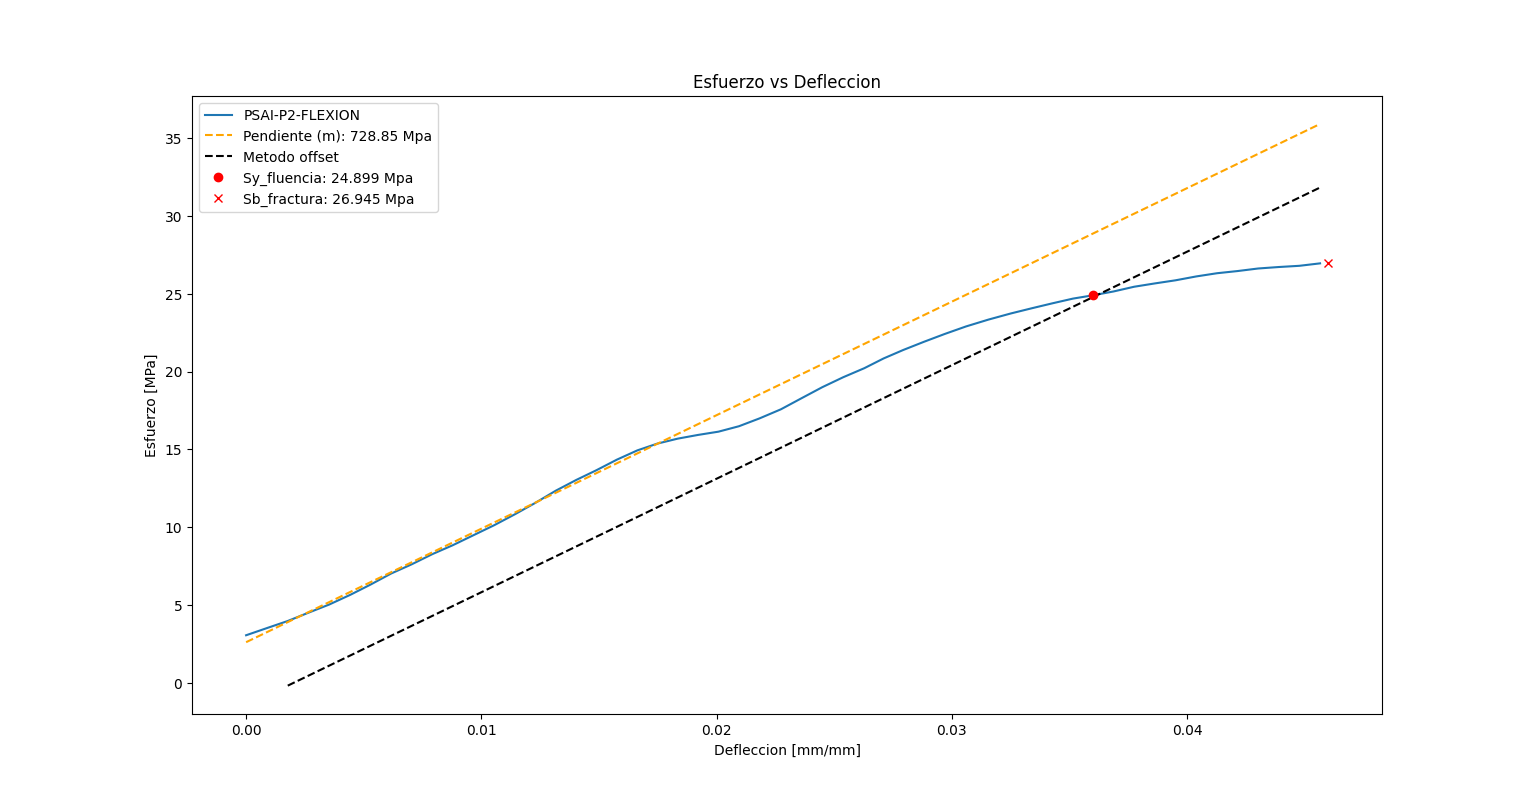 Esfuerzo vs Defleccion
PSAI-P2-FLEXION
Pendiente (m): 728.85 Mpa
Metodo offset
Sy_fluencia: 24.899 Mpa
Sb_fractura: 26.945 Mpa
35
30
25
20
15
10
5
0
Esfuerzo [MPa]
0.00 0.01 0.02 0.03 0.04
Defleccion [mm/mm]